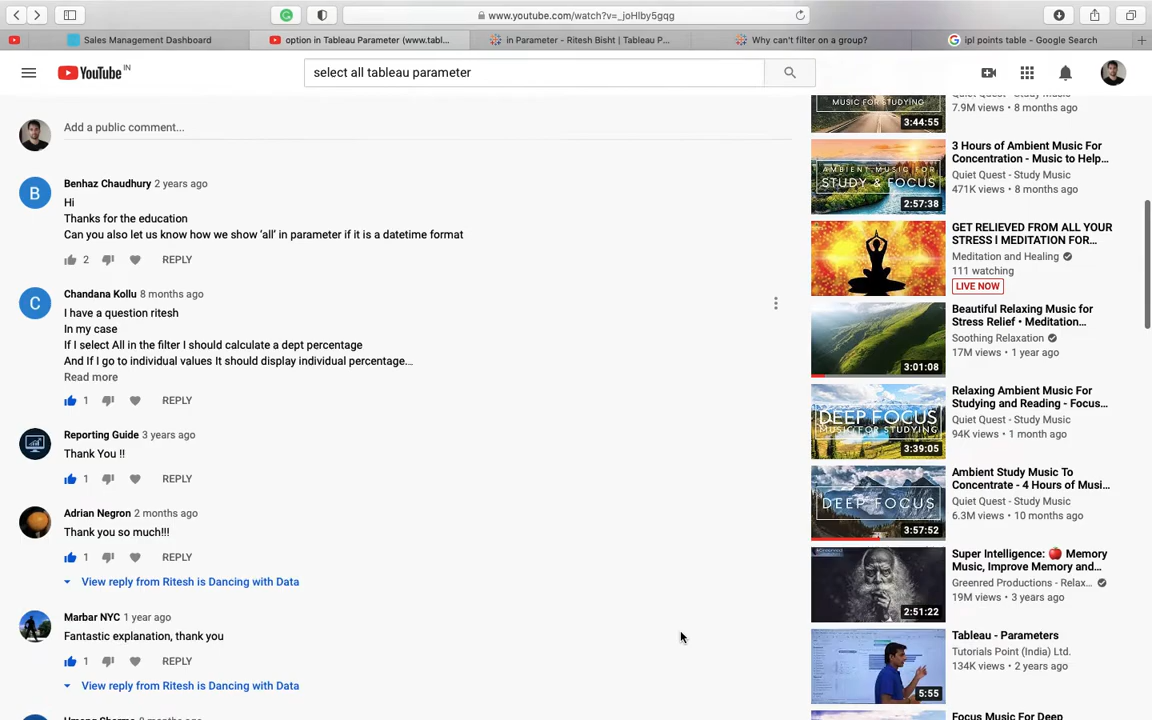 www.youtube.com/watch?v=_joHlby5gqg
Sales Management Dashboard
option in Tableau Parameter (www.tabl...
in Parameter - Ritesh Bisht | Tableau P...
Why can't filter on a group?
ipl points table - Google Search
YouTube IN
select all tableau parameter
Add a public comment...
Benhaz Chaudhury 2 years ago
Hi
Thanks for the education
Can you also let us know how we show 'all' in parameter if it is a datetime format
2 REPLY
Chandana Kollu 8 months ago
I have a question ritesh
In my case
If I select All in the filter I should calculate a dept percentage
And If I go to individual values It should display individual percentage...
Read more
1 REPLY
Reporting Guide 3 years ago
Thank You !!
1 REPLY
Adrian Negron 2 months ago
Thank you so much!!!
1 REPLY
View reply from Ritesh is Dancing with Data
Marbar NYC 1 year ago
Fantastic explanation, thank you
1 REPLY
View reply from Ritesh is Dancing with Data
MUSIC FOR STUDYING
3:44:55
7.9M views • 8 months ago
AMBIENT MUSIC FOR
STUDY & FOCUS
2:57:38
3 Hours of Ambient Music For
Concentration - Music to Help...
Quiet Quest - Study Music
471K views • 8 months ago
GET RELIEVED FROM ALL YOUR
STRESS I MEDITATION FOR...
Meditation and Healing
111 watching
LIVE NOW
3:01:08
Beautiful Relaxing Music for
Stress Relief • Meditation...
Soothing Relaxation
17M views • 1 year ago
DEEP FOCUS
MUSIC FOR STUDYING
3:39:05
Relaxing Ambient Music For
Studying and Reading - Focus...
Quiet Quest - Study Music
94K views • 1 month ago
DEEP FOCUS
3:57:52
Ambient Study Music To
Concentrate - 4 Hours of Musi...
Quiet Quest - Study Music
6.3M views • 10 months ago
2:51:22
Super Intelligence: 🍎 Memory
Music, Improve Memory and...
Greenred Productions - Relax...
19M views • 3 years ago
5:55
Tableau - Parameters
Tutorials Point (India) Ltd.
134K views • 2 years ago
Focus Music For Deep